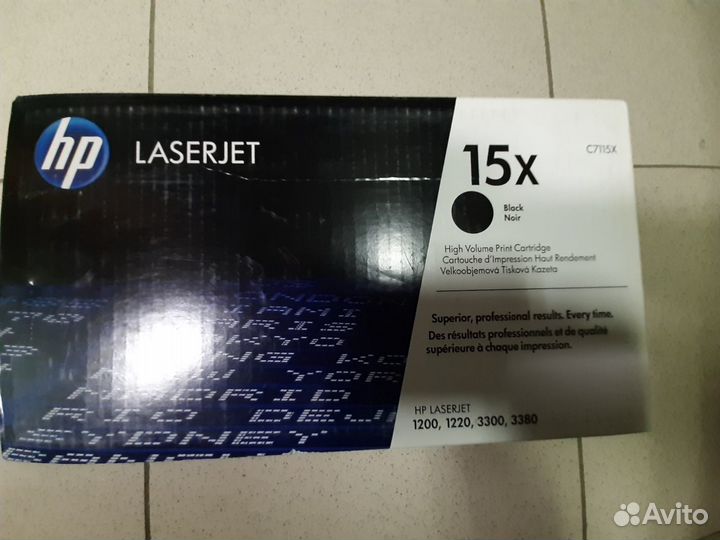 hp
LASERJET
15x
C7115X
Black
Noir
High Volume Print Cartridge
Cartouche d'Impression Haut Rendement
Velkoobjemová Tisková Kazeta
Superior, professional results. Every time.
Des résultats professionnels et de qualité
supérieure à chaque impression.
HP LASERJET
1200, 1220, 3300, 3380
Avito